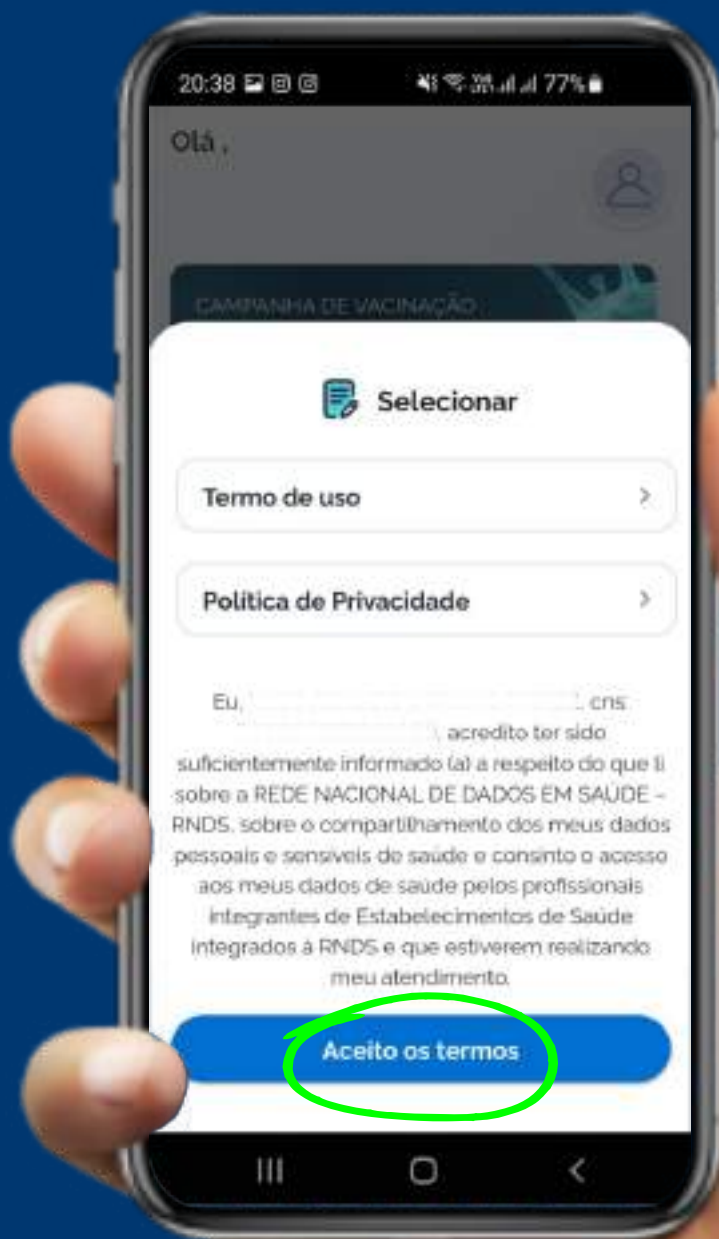 20:38
77%
Olá ,
CAMPANHA DE VACINAÇÃO
Selecionar
Termo de uso
Política de Privacidade
Eu, , cns:
, acredito ter sido
suficientemente informado (a) a respeito do que li
sobre a REDE NACIONAL DE DADOS EM SAÚDE –
RNDS, sobre o compartilhamento dos meus dados
pessoais e sensíveis de saúde e consinto o acesso
aos meus dados de saúde pelos profissionais
integrantes de Estabelecimentos de Saúde
integrados à RNDS e que estiverem realizando
meu atendimento.
Aceito os termos